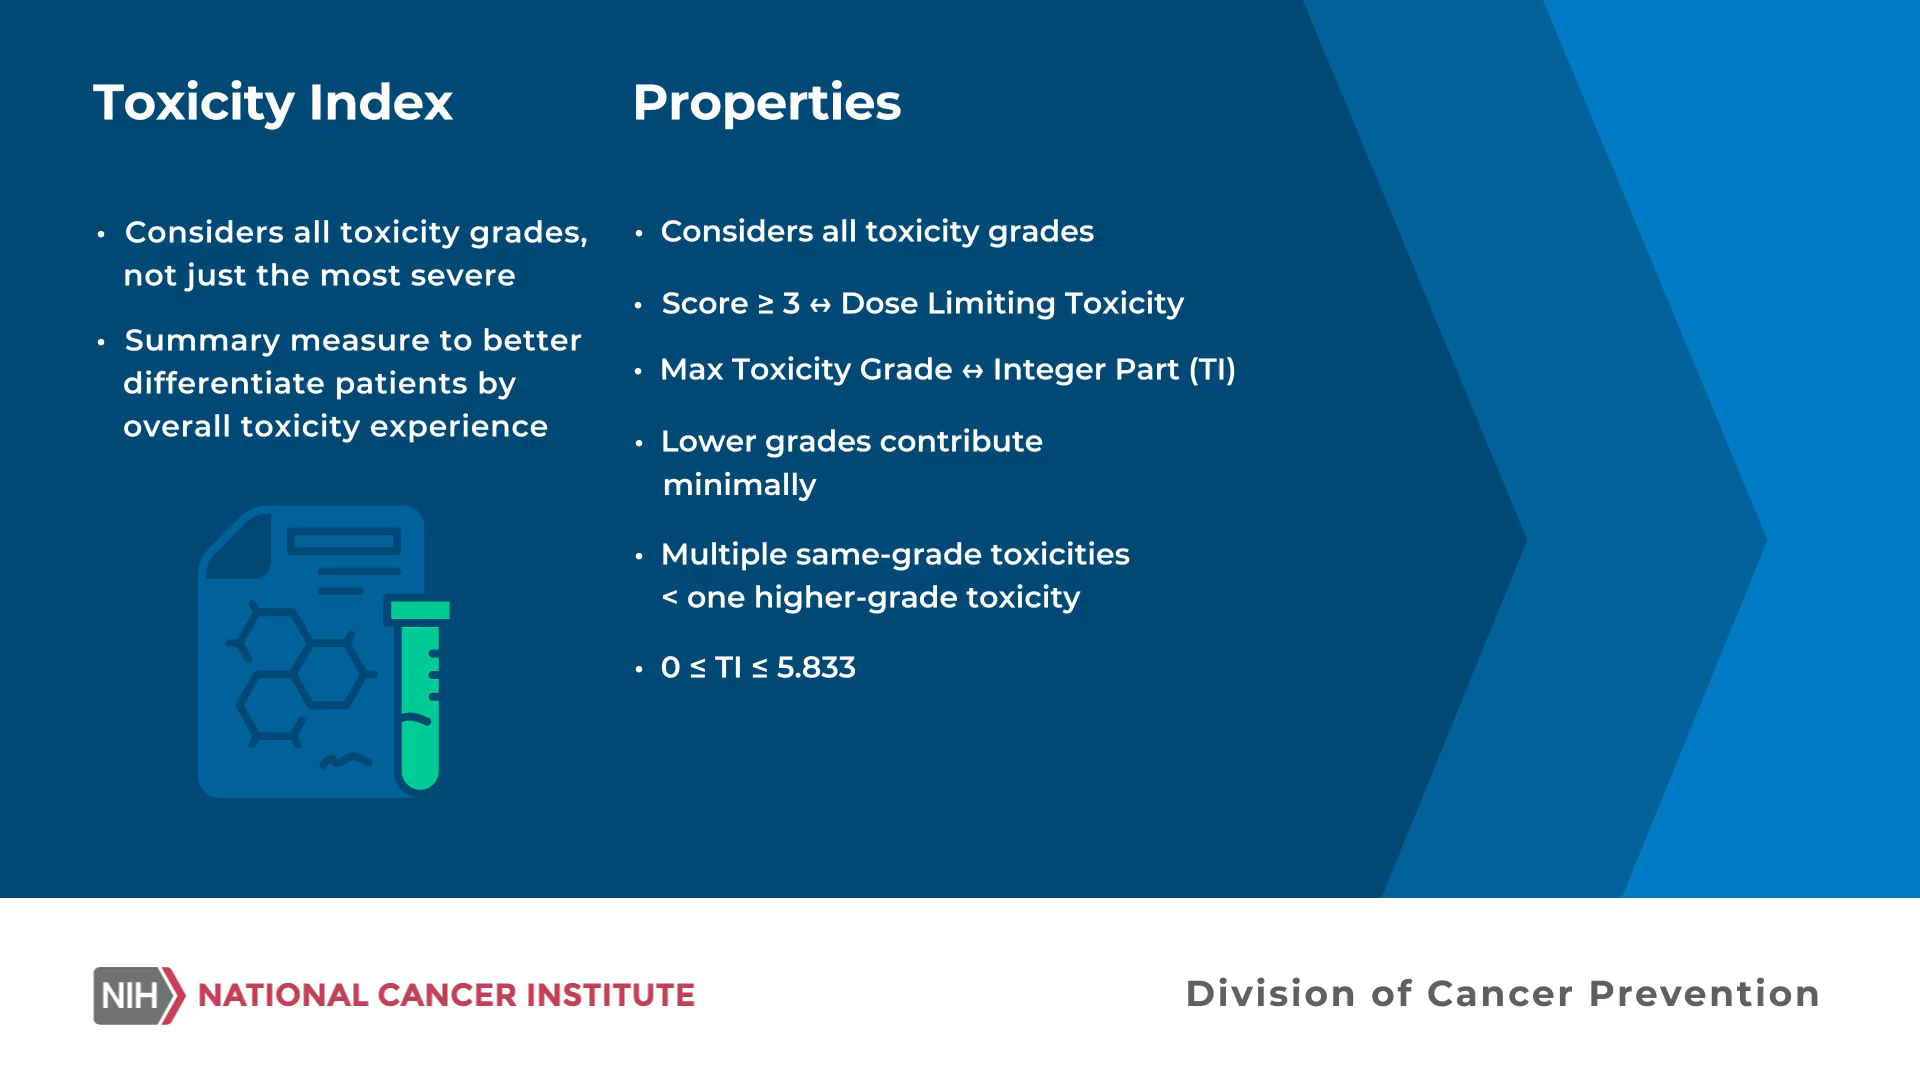 Toxicity Index
• Considers all toxicity grades,
not just the most severe
• Summary measure to better
differentiate patients by
overall toxicity experience
Properties
• Considers all toxicity grades
• Score ≥ 3 ↔ Dose Limiting Toxicity
• Max Toxicity Grade ↔ Integer Part (TI)
• Lower grades contribute
minimally
• Multiple same-grade toxicities
< one higher-grade toxicity
• 0 ≤ TI ≤ 5.833
NIH NATIONAL CANCER INSTITUTE
Division of Cancer Prevention